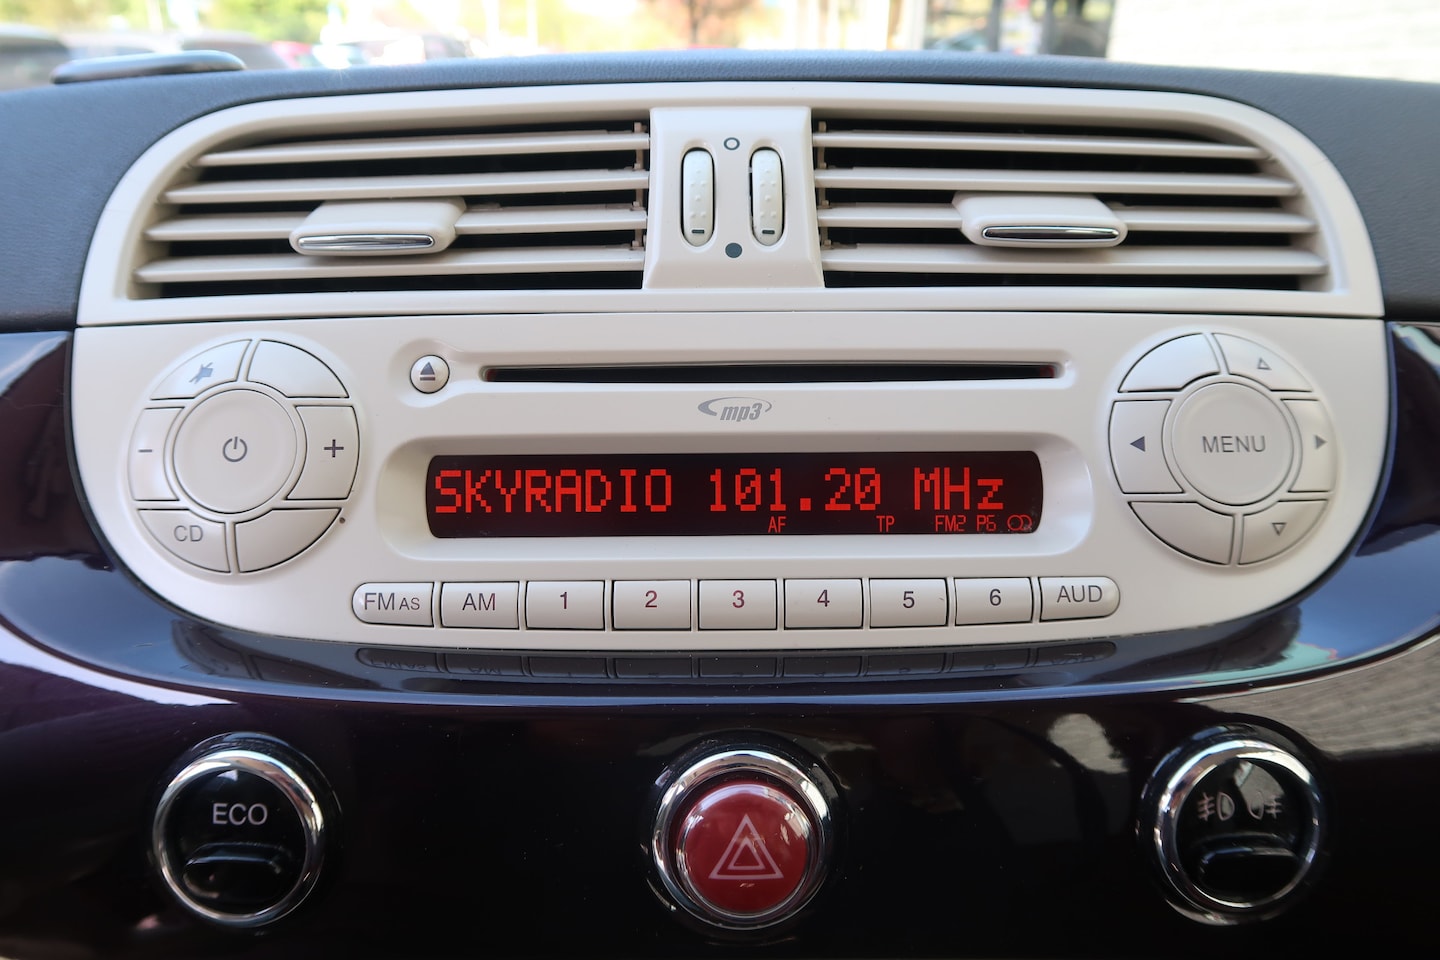 mp3
MENU
SKYRADIO 101.20 MHz
AF TP FM2 P6
CD
FM AS AM 1 2 3 4 5 6 AUD
ECO